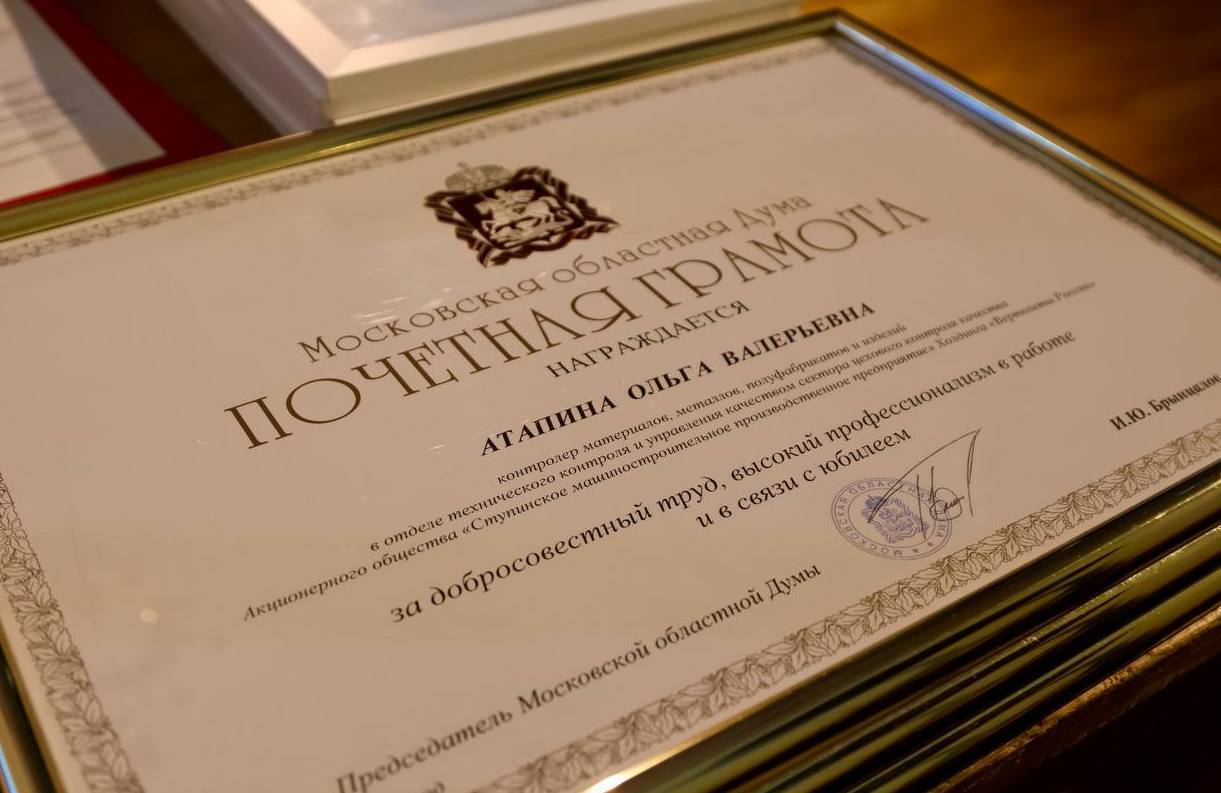 Московская областная Дума
ПОЧЕТНАЯ ГРАМОТА
НАГРАЖДАЕТСЯ
АТАПИНА ОЛЬГА ВАЛЕРЬЕВНА
контролер материалов, металлов, полуфабрикатов и изделий
в отделе технического контроля и управления качеством сектора цехового контроля качества
Акционерного общества «Ступинское машиностроительное производственное предприятие» Холдинга «Вертолеты России»
за добросовестный труд, высокий профессионализм в работе
и в связи с юбилеем
МОСКОВСКАЯ ОБЛАСТНАЯ
Председатель Московской областной Думы
И.Ю. Брынцалов